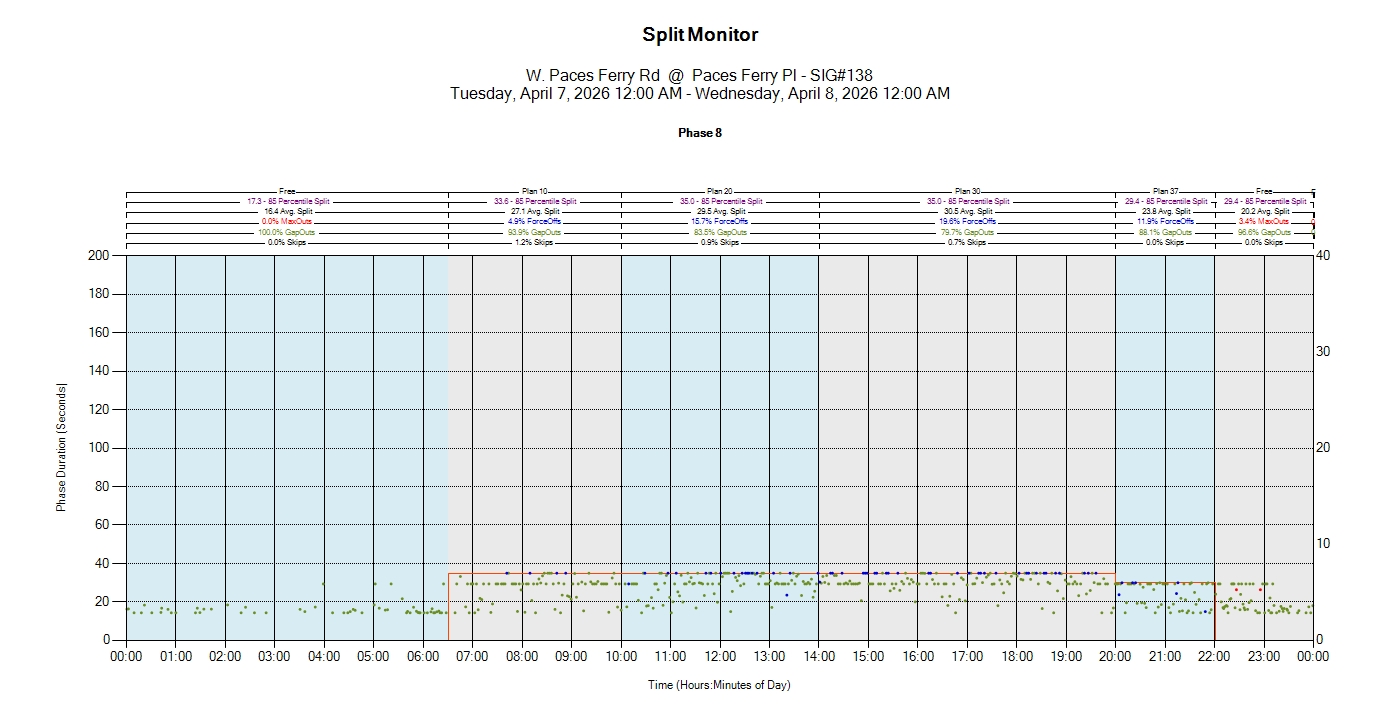 Split Monitor
W. Paces Ferry Rd @ Paces Ferry Pl - SIG#138
Tuesday, April 7, 2026 12:00 AM - Wednesday, April 8, 2026 12:00 AM
Phase 8
Free Plan 10 Plan 20 Plan 30 Plan 37 Free
17.3 - 85 Percentile Split 33.6 - 85 Percentile Split 35.0 - 85 Percentile Split 35.0 - 85 Percentile Split 29.4 - 85 Percentile Split 29.4 - 85 Percentile Split
16.4 Avg. Split 27.1 Avg. Split 29.5 Avg. Split 30.5 Avg. Split 23.8 Avg. Split 20.2 Avg. Split
0.0% MaxOuts 4.9% ForceOffs 15.7% ForceOffs 19.6% ForceOffs 11.9% ForceOffs 3.4% MaxOuts
100.0% GapOuts 93.9% GapOuts 83.5% GapOuts 79.7% GapOuts 88.1% GapOuts 96.6% GapOuts
0.0% Skips 1.2% Skips 0.9% Skips 0.7% Skips 0.0% Skips 0.0% Skips
200 40
180
160
30
140
120
100 20
80
60
10
40
20
0 0
Phase Duration (Seconds)
00:00 01:00 02:00 03:00 04:00 05:00 06:00 07:00 08:00 09:00 10:00 11:00 12:00 13:00 14:00 15:00 16:00 17:00 18:00 19:00 20:00 21:00 22:00 23:00 00:00
Time (Hours:Minutes of Day)